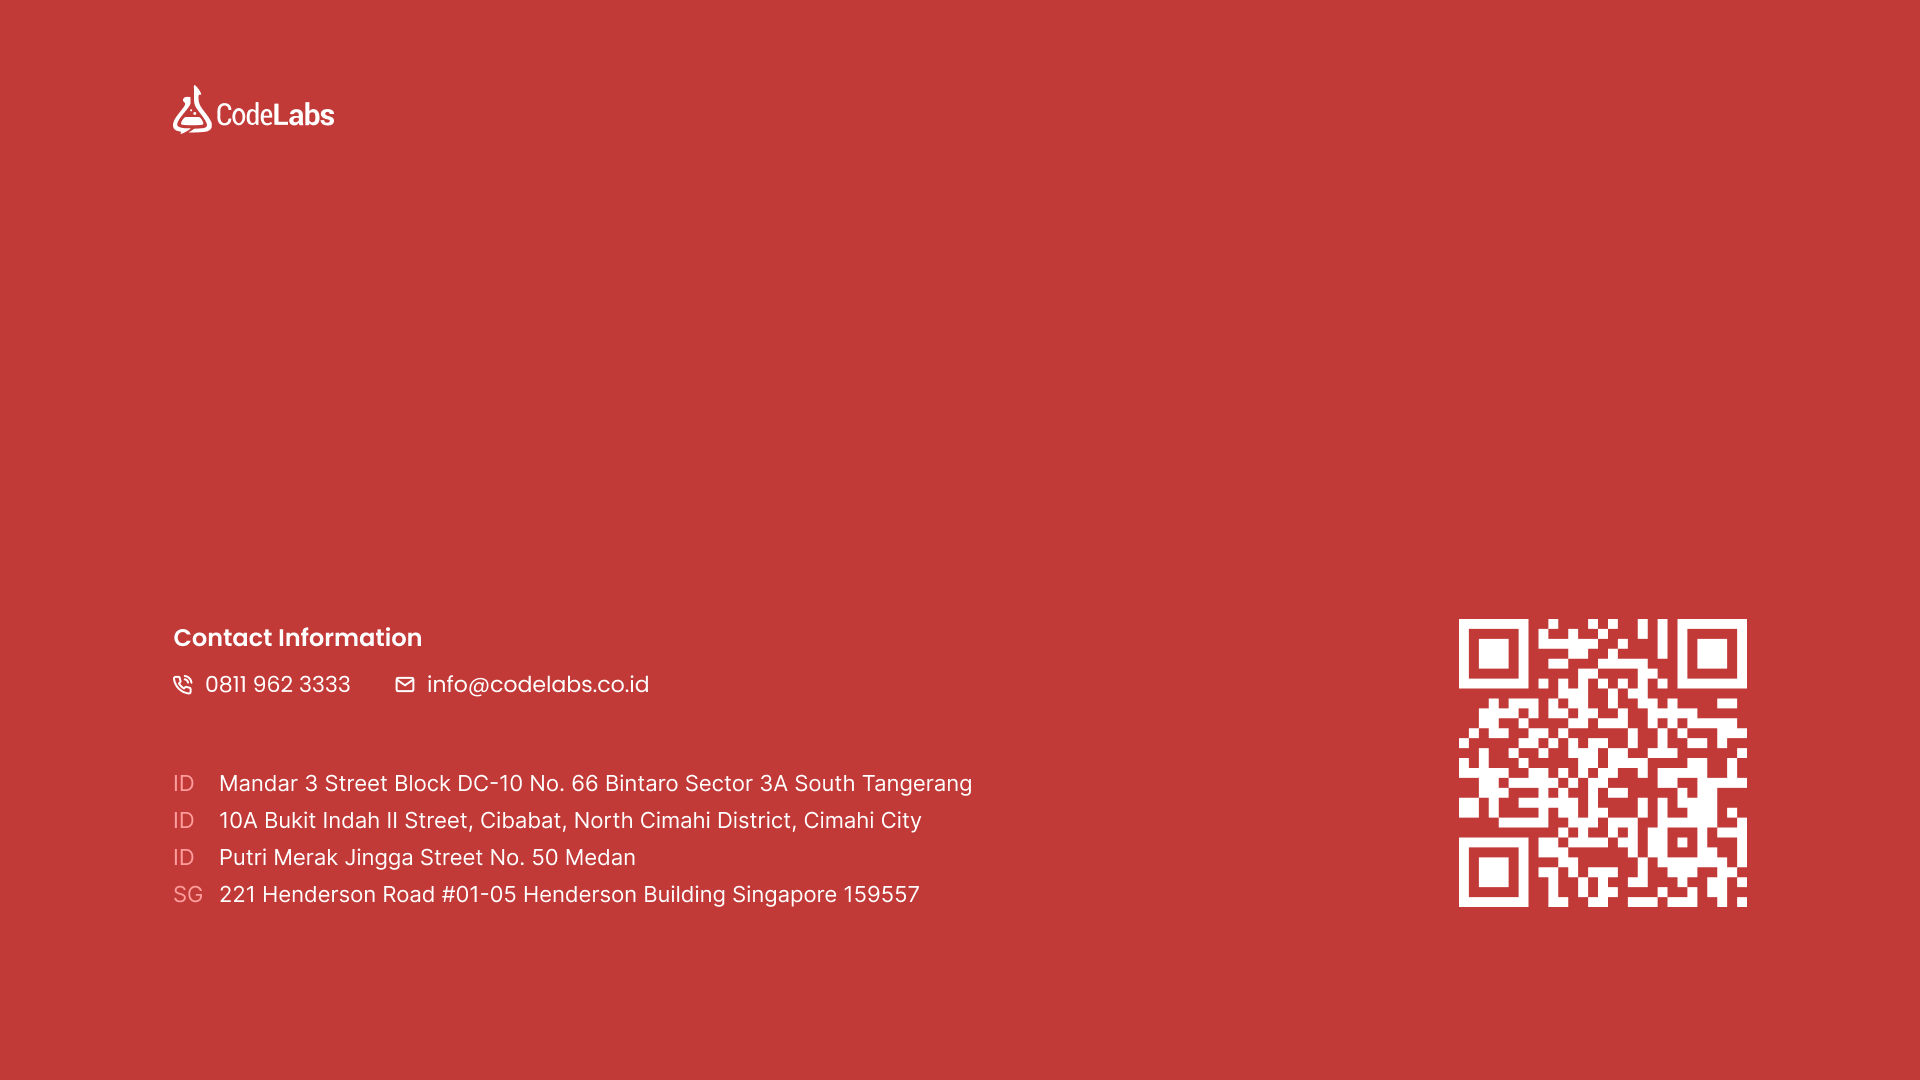 CodeLabs
Contact Information
0811 962 3333 info@codelabs.co.id
ID Mandar 3 Street Block DC-10 No. 66 Bintaro Sector 3A South Tangerang
ID 10A Bukit Indah II Street, Cibabat, North Cimahi District, Cimahi City
ID Putri Merak Jingga Street No. 50 Medan
SG 221 Henderson Road #01-05 Henderson Building Singapore 159557